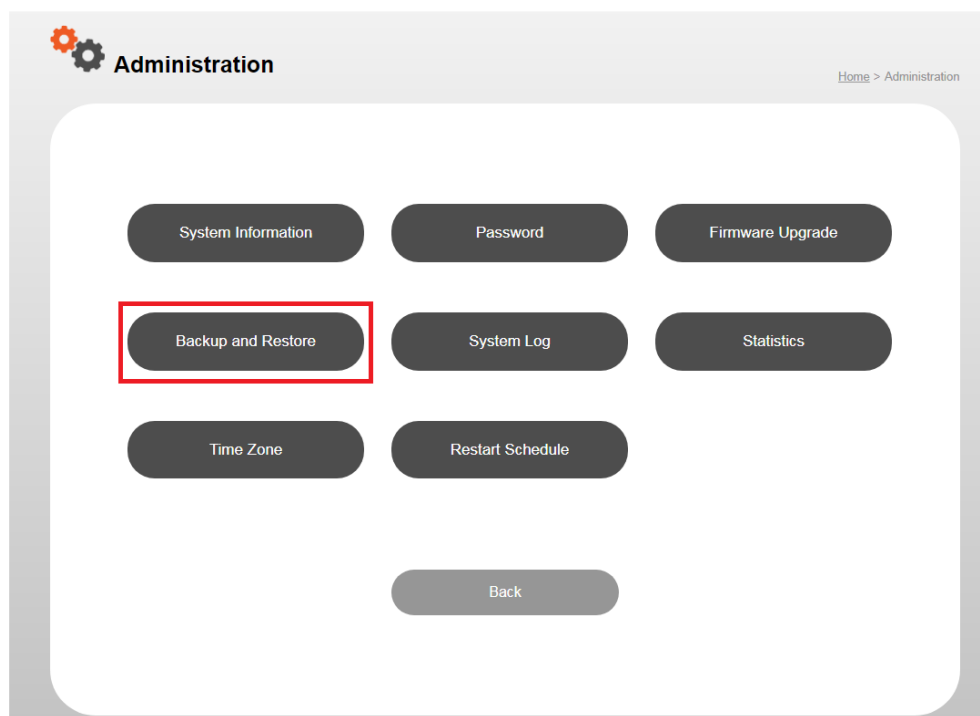 Administration
Home > Administration
System Information
Password
Firmware Upgrade
Backup and Restore
System Log
Statistics
Time Zone
Restart Schedule
Back